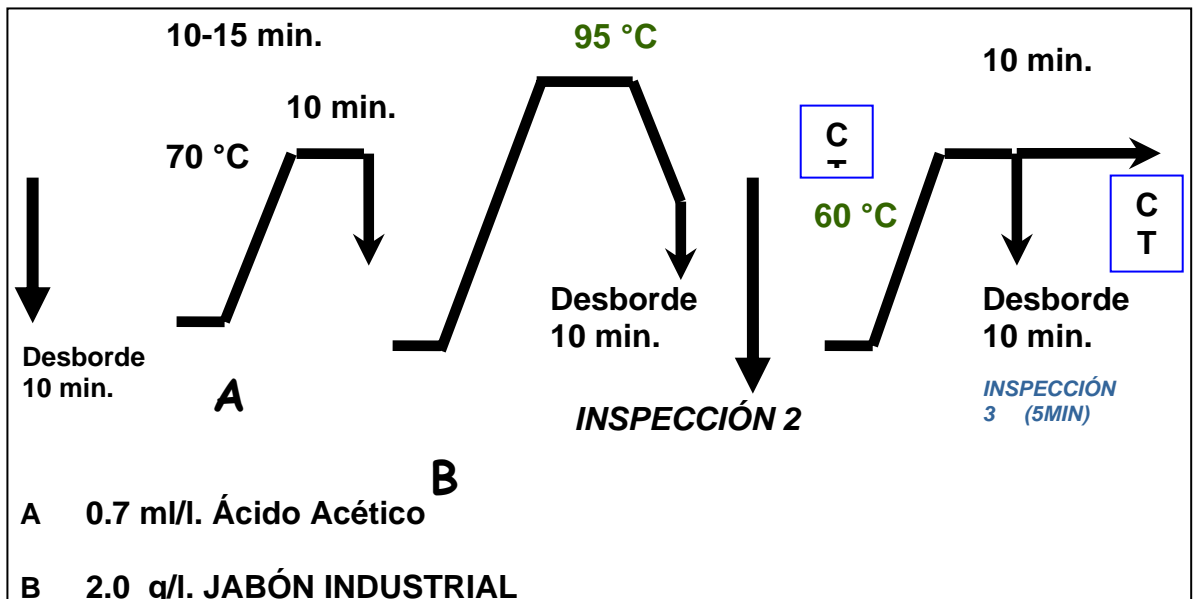 10-15 min.
95 °C
10 min.
10 min.
70 °C
C
60 °C
C
T
Desborde
10 min.
Desborde
10 min.
Desborde
10 min.
A
INSPECCIÓN 2
INSPECCIÓN
3 (5MIN)
B
A 0.7 ml/l. Ácido Acético
B 2.0 g/l. JABÓN INDUSTRIAL